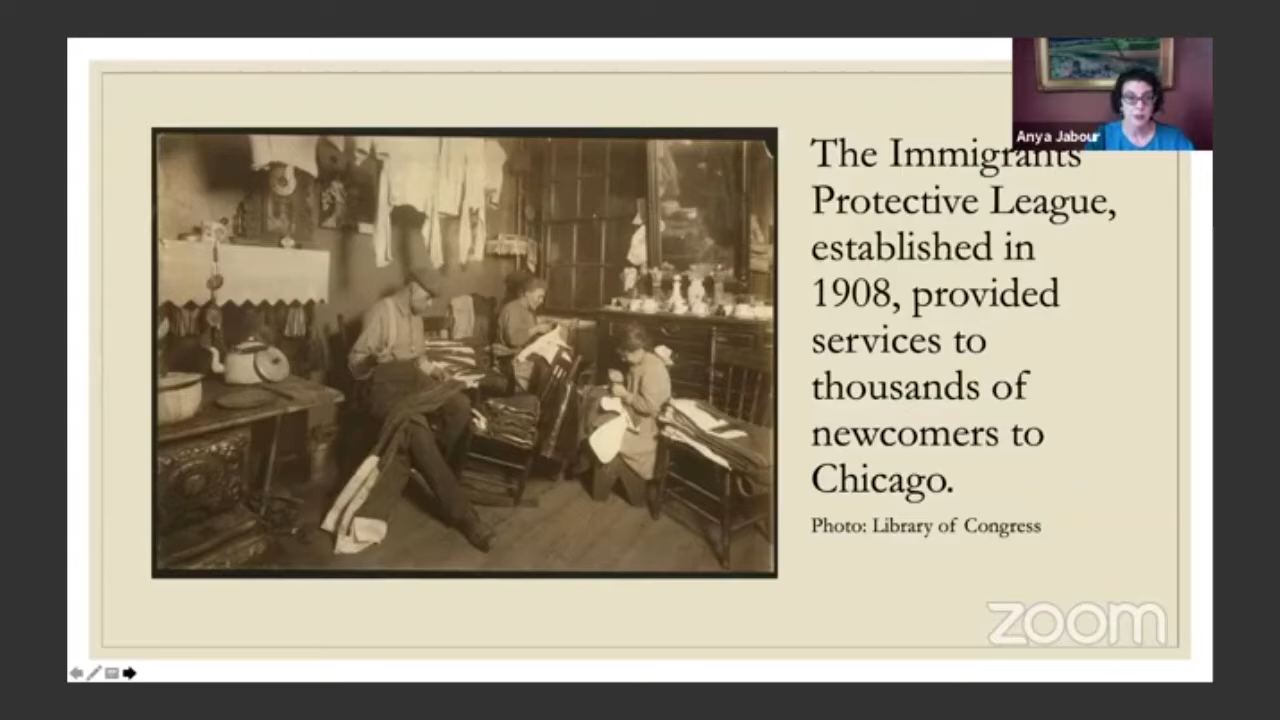 Anya Jabour
The Immigrants
Protective League,
established in
1908, provided
services to
thousands of
newcomers to
Chicago.
Photo: Library of Congress
zoom